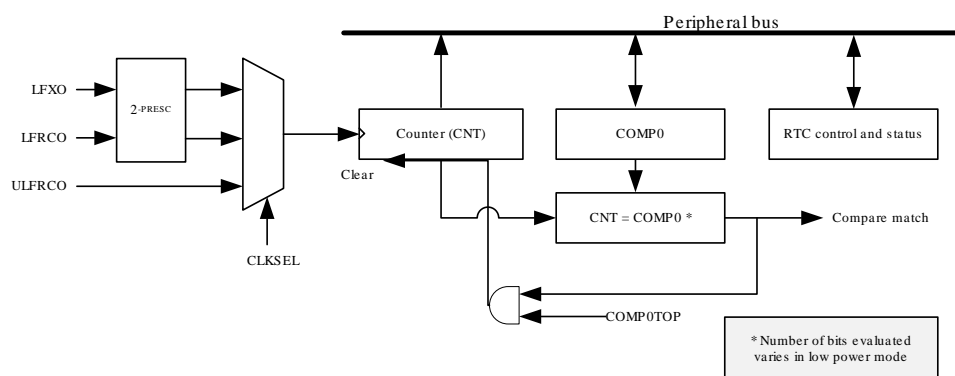 Peripheral bus
LFXO
2-PRESC
LFRCO
Counter (CNT)
COMP0
RTC control and status
Clear
ULFRCO
CNT = COMP0 *
Compare match
CLKSEL
COMP0TOP
* Number of bits evaluated
varies in low power mode